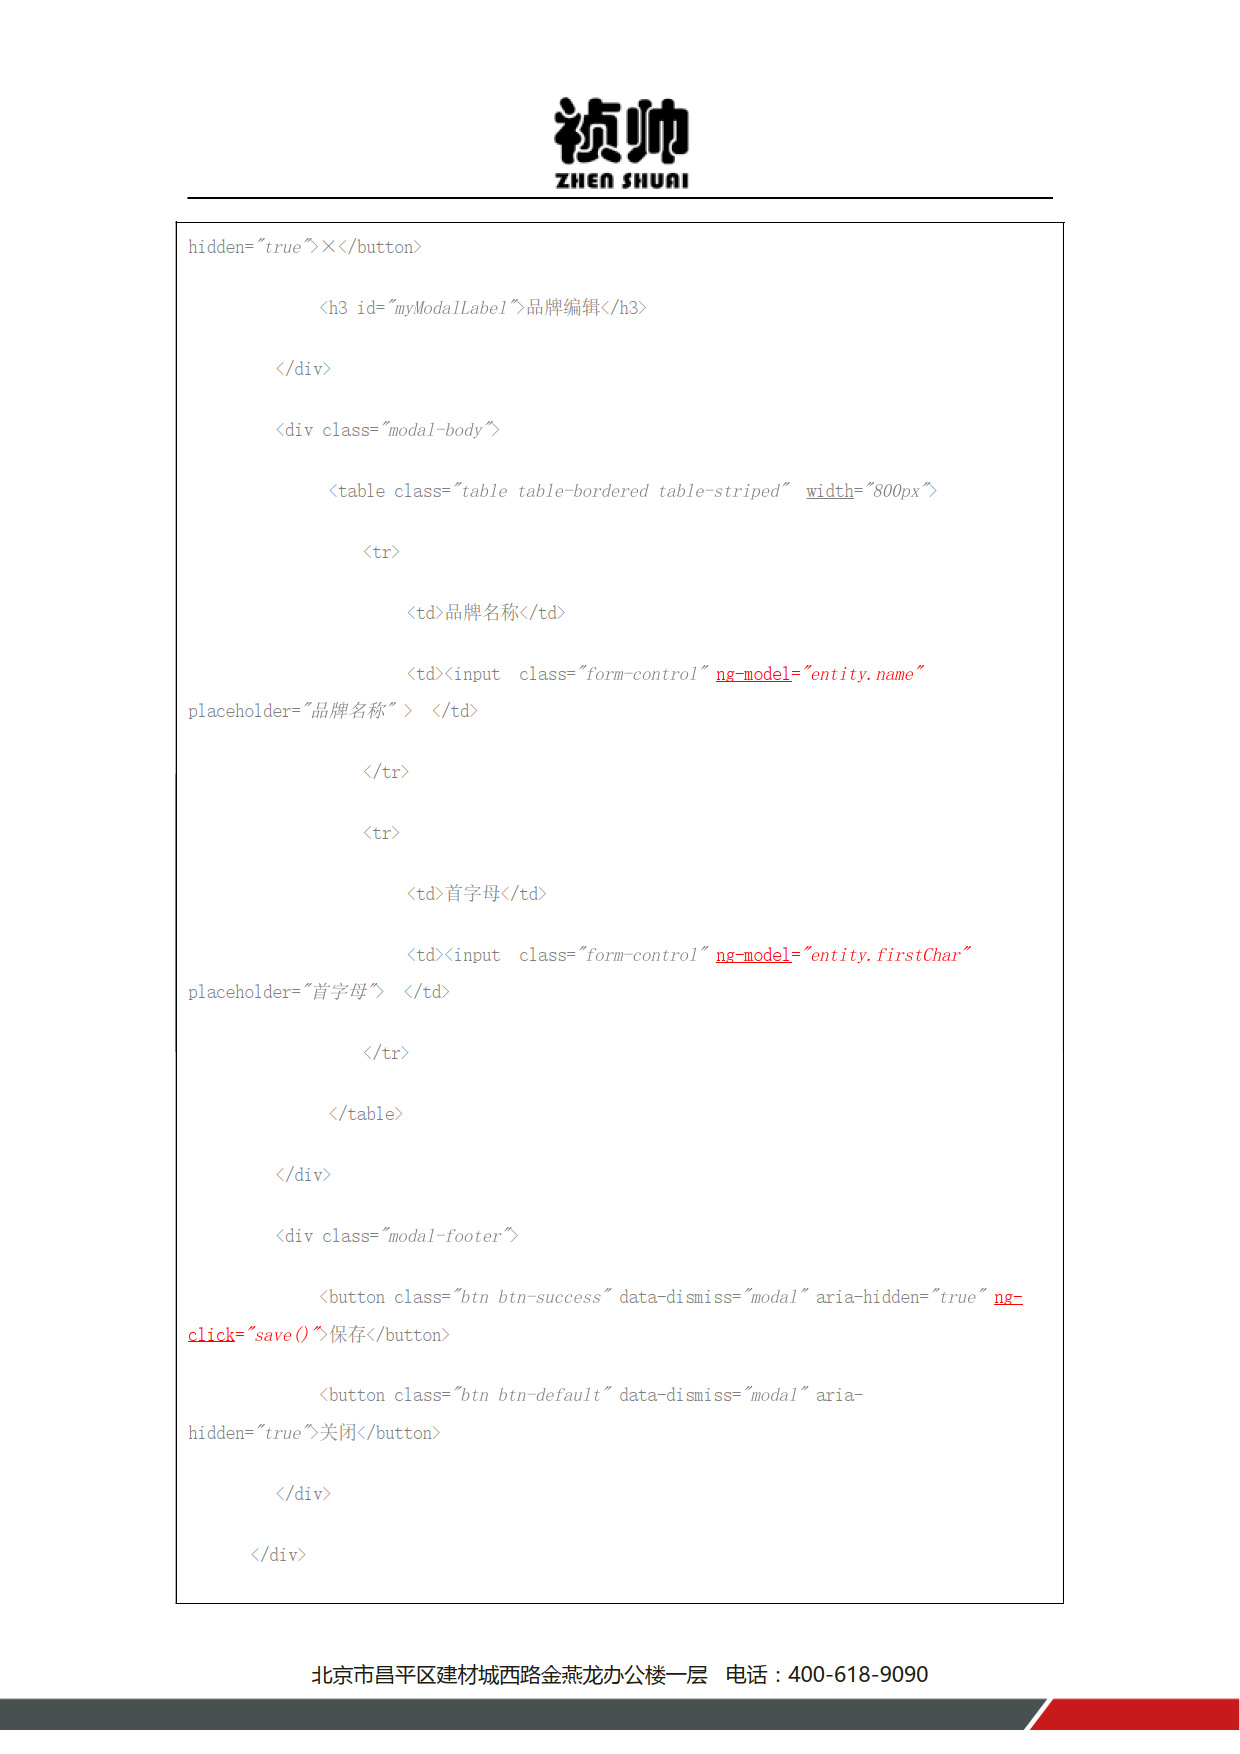 祯帅
ZHEN SHUAI
hidden="true">×</button>
<h3 id="myModalLabel">品牌编辑</h3>
</div>
<div class="modal-body">
<table class="table table-bordered table-striped"  width="800px">
<tr>
<td>品牌名称</td>
<td><input  class="form-control" ng-model="entity.name"
placeholder="品牌名称" >  </td>
</tr>
<tr>
<td>首字母</td>
<td><input  class="form-control" ng-model="entity.firstChar"
placeholder="首字母">  </td>
</tr>
</table>
</div>
<div class="modal-footer">
<button class="btn btn-success" data-dismiss="modal" aria-hidden="true" ng-
click="save()">保存</button>
<button class="btn btn-default" data-dismiss="modal" aria-
hidden="true">关闭</button>
</div>
</div>
北京市昌平区建材城西路金燕龙办公楼一层   电话：400-618-9090